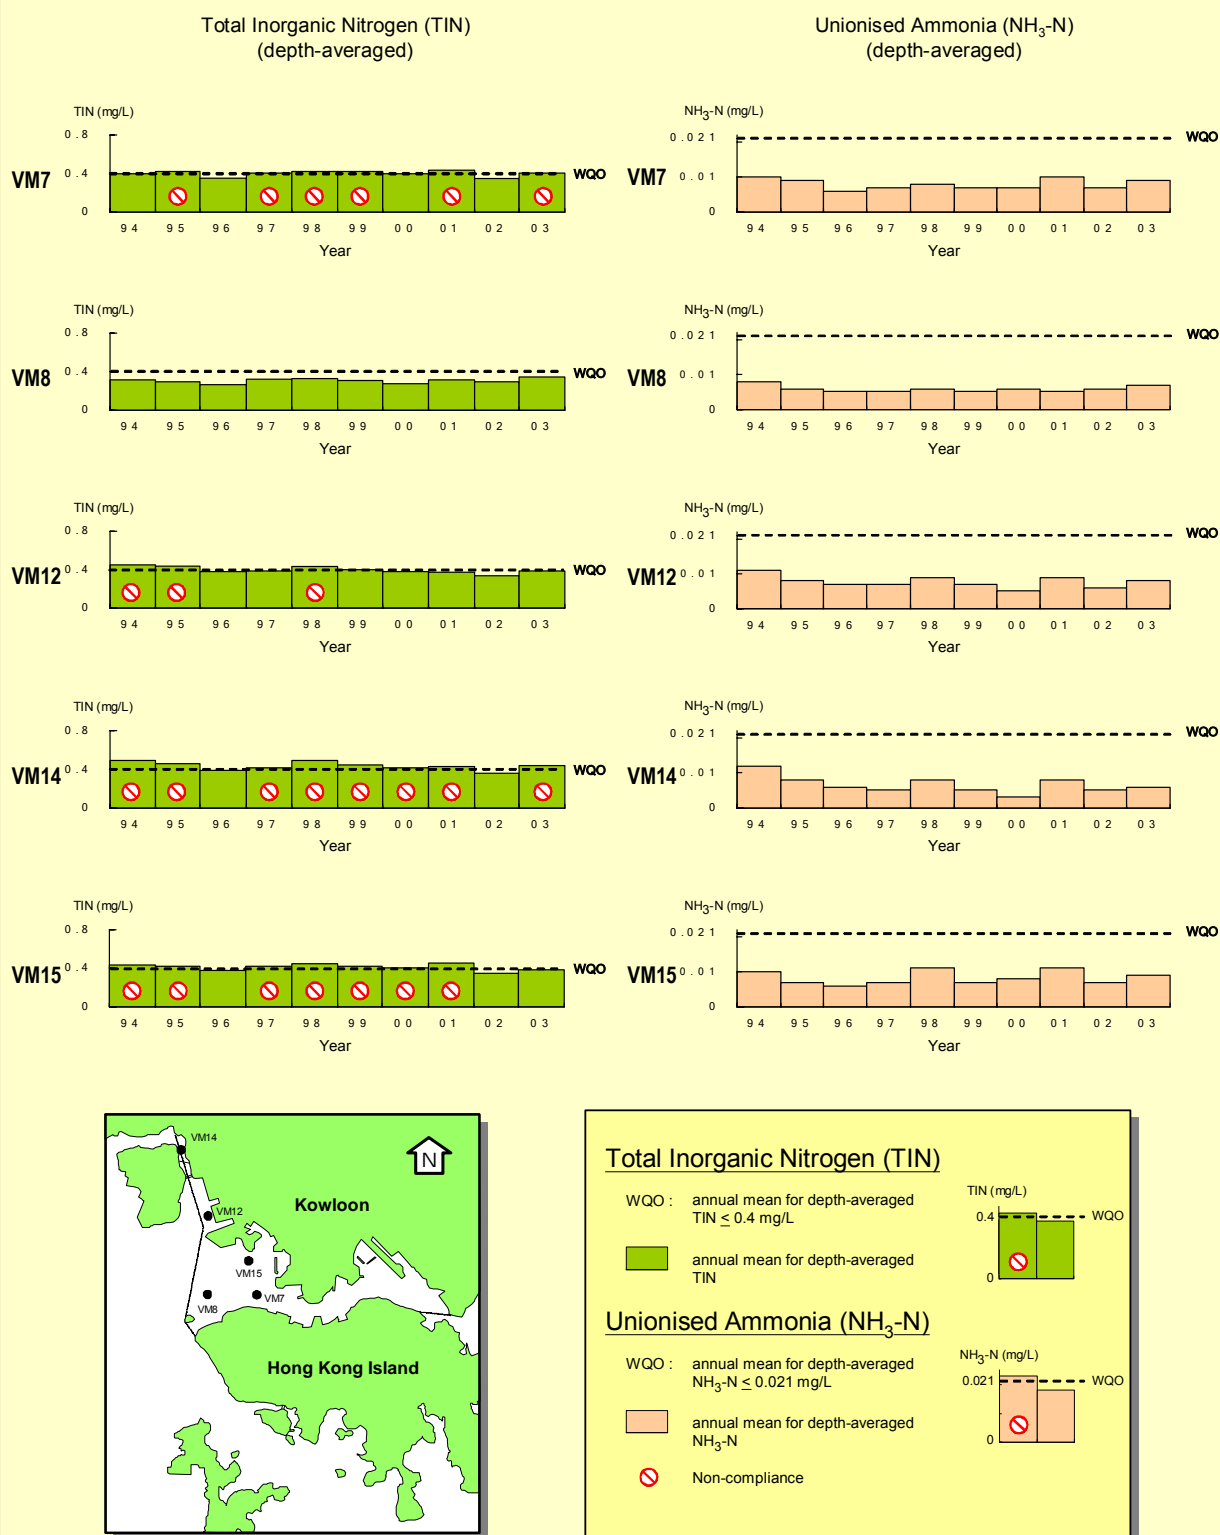 Total Inorganic Nitrogen (TIN)
(depth-averaged)
Unionised Ammonia (NH3-N)
(depth-averaged)
TIN (mg/L)
0.8
0.4
0
VM7
WQO
94 95 96 97 98 99 00 01 02 03
Year
NH3-N (mg/L)
0.021
0.01
0
VM7
WQO
94 95 96 97 98 99 00 01 02 03
Year
TIN (mg/L)
0.8
0.4
0
VM8
WQO
94 95 96 97 98 99 00 01 02 03
Year
NH3-N (mg/L)
0.021
0.01
0
VM8
WQO
94 95 96 97 98 99 00 01 02 03
Year
TIN (mg/L)
0.8
0.4
0
VM12
WQO
94 95 96 97 98 99 00 01 02 03
Year
NH3-N (mg/L)
0.021
0.01
0
VM12
WQO
94 95 96 97 98 99 00 01 02 03
Year
TIN (mg/L)
0.8
0.4
0
VM14
WQO
94 95 96 97 98 99 00 01 02 03
Year
NH3-N (mg/L)
0.021
0.01
0
VM14
WQO
94 95 96 97 98 99 00 01 02 03
Year
TIN (mg/L)
0.8
0.4
0
VM15
WQO
94 95 96 97 98 99 00 01 02 03
Year
NH3-N (mg/L)
0.021
0.01
0
VM15
WQO
94 95 96 97 98 99 00 01 02 03
Year
VM14
N
Kowloon
VM12
VM15
VM8
VM7
Hong Kong Island
Total Inorganic Nitrogen (TIN)
WQO : annual mean for depth-averaged
TIN ≤ 0.4 mg/L
annual mean for depth-averaged
TIN
TIN (mg/L)
0.4
WQO
0
Unionised Ammonia (NH3-N)
WQO : annual mean for depth-averaged
NH3-N ≤ 0.021 mg/L
annual mean for depth-averaged
NH3-N
Non-compliance
NH3-N (mg/L)
0.021
WQO
0